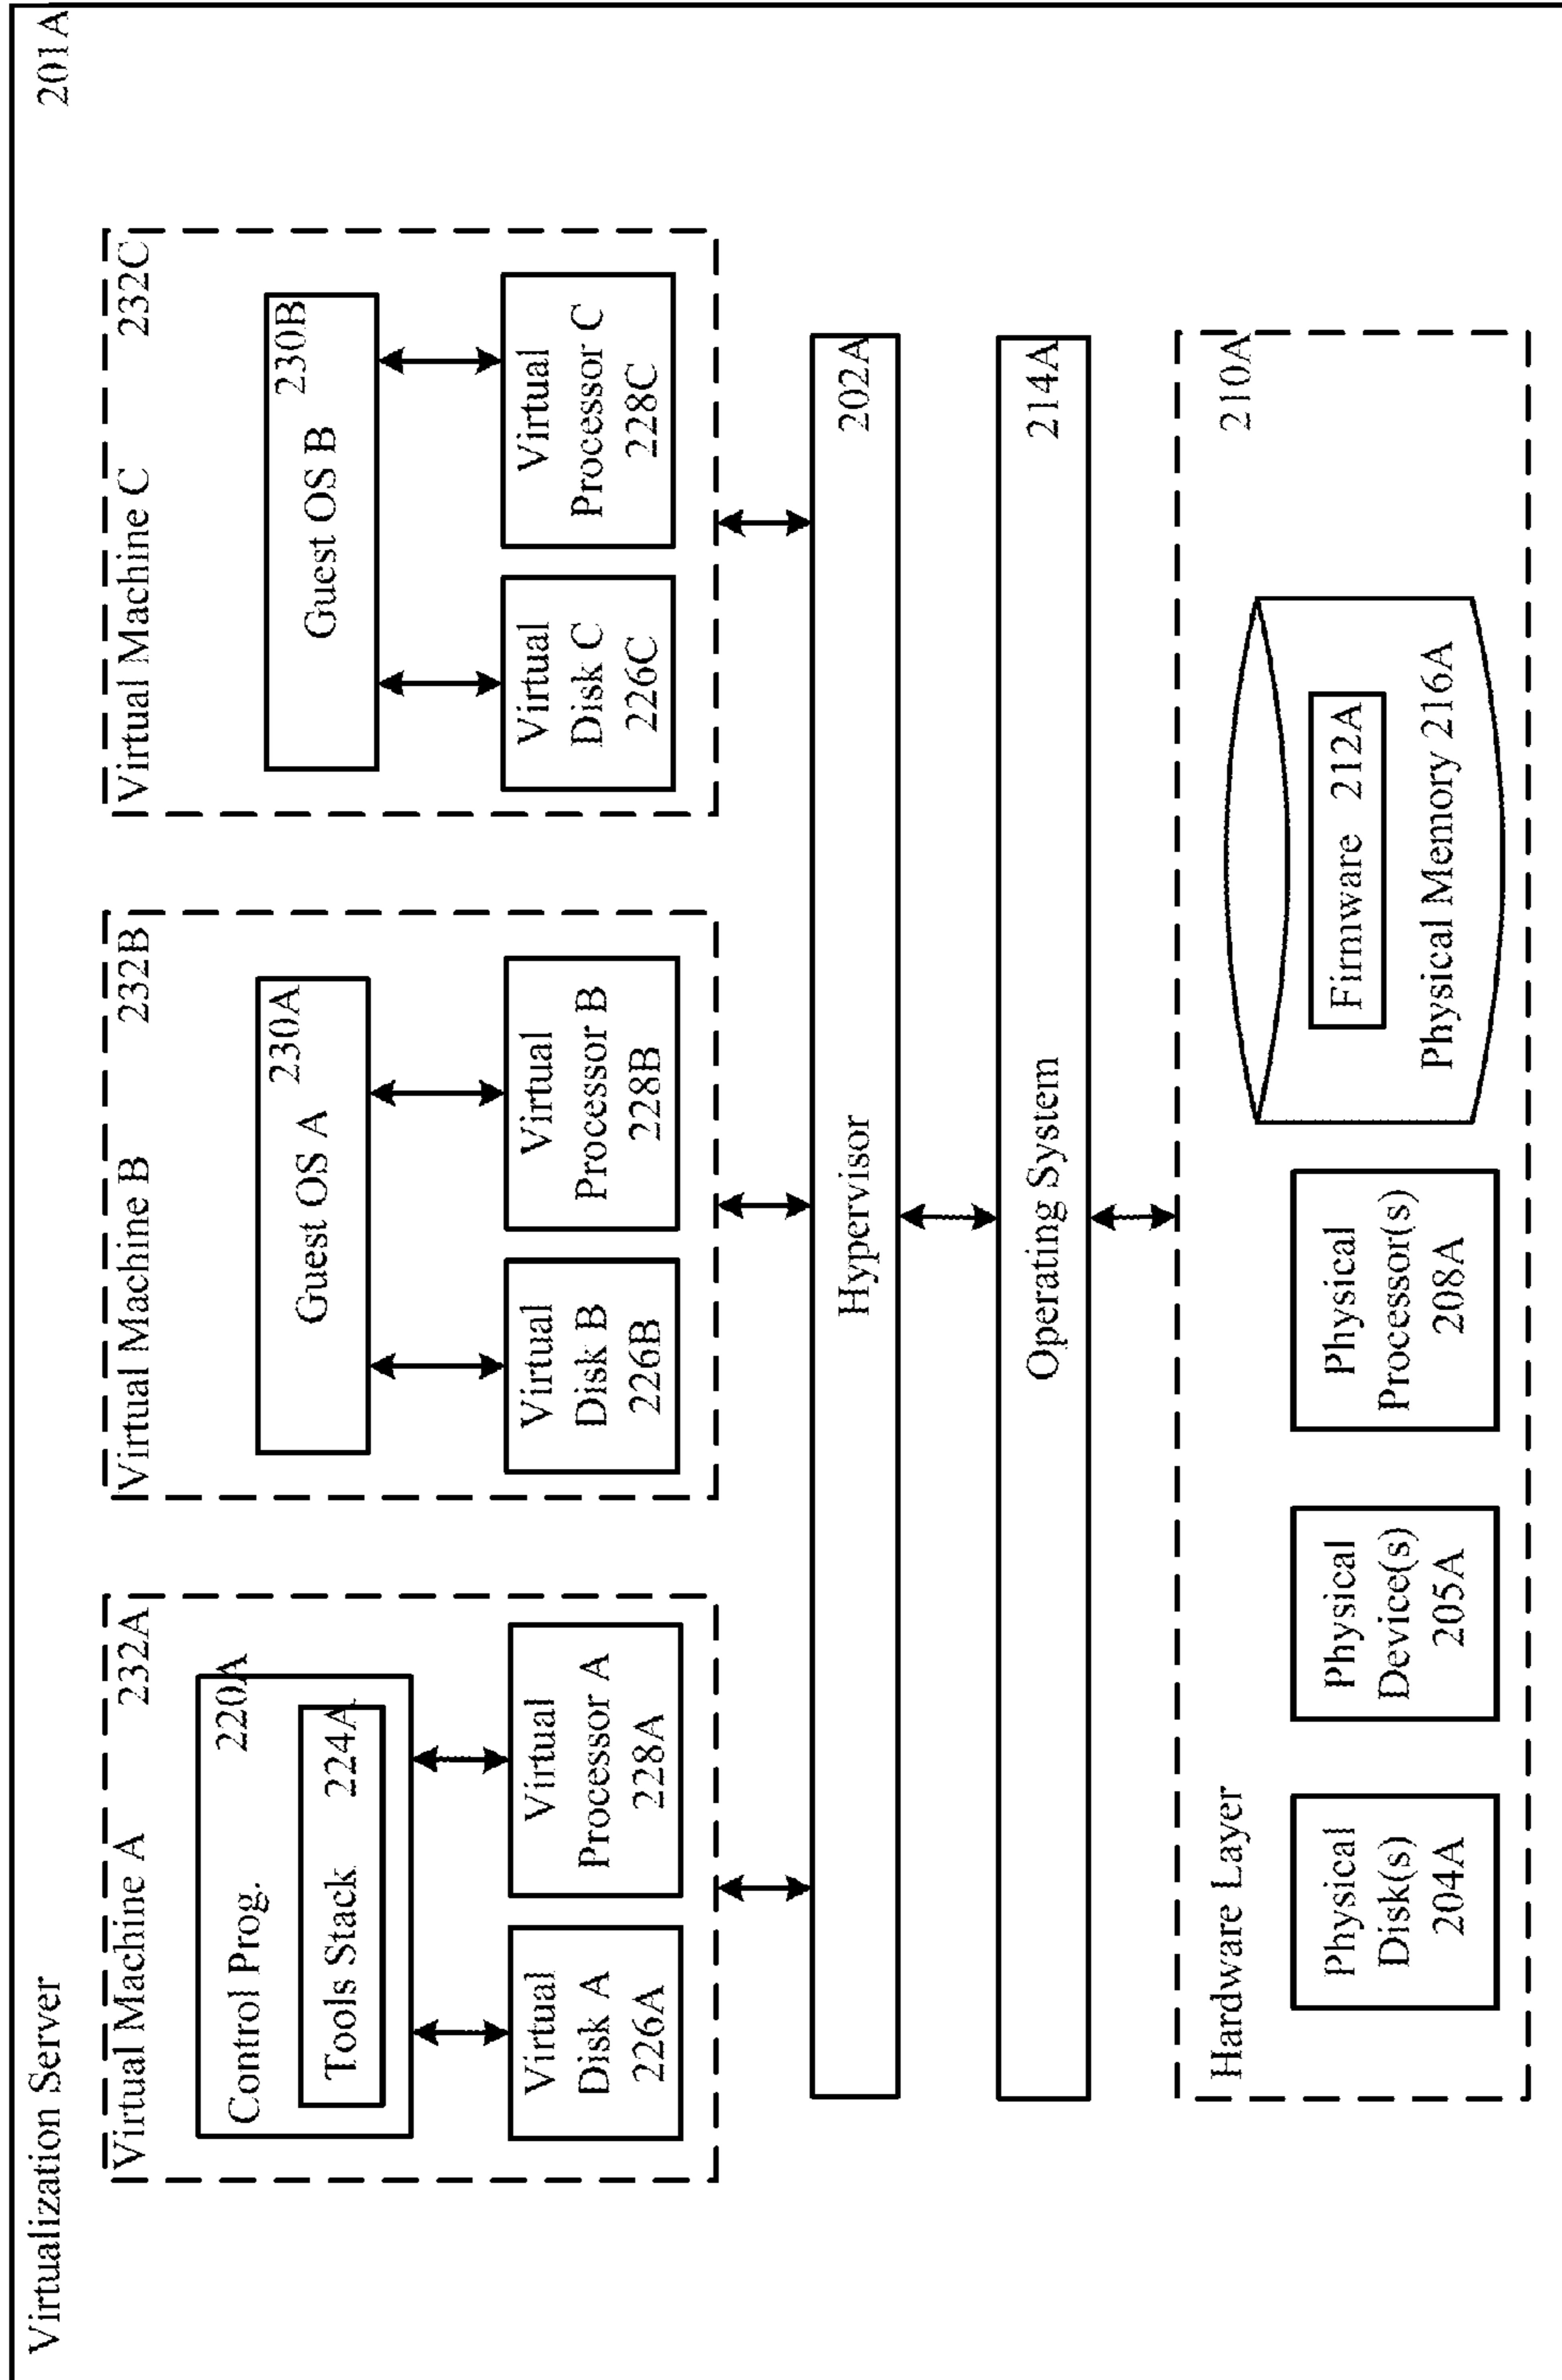 Virtualization Server
201A
Virtual Machine A
232A
Control Prog.
220A
Tools Stack 224A
Virtual
Disk A
226A
Virtual
Processor A
228A
Virtual Machine B
232B
Guest OS A
230A
Virtual
Disk B
226B
Virtual
Processor B
228B
Virtual Machine C
232C
Guest OS B
230B
Virtual
Disk C
226C
Virtual
Processor C
228C
Hypervisor
202A
Operating System
214A
Hardware Layer
210A
Physical
Disk(s)
204A
Physical
Device(s)
205A
Physical
Processor(s)
208A
Firmware 212A
Physical Memory 216A